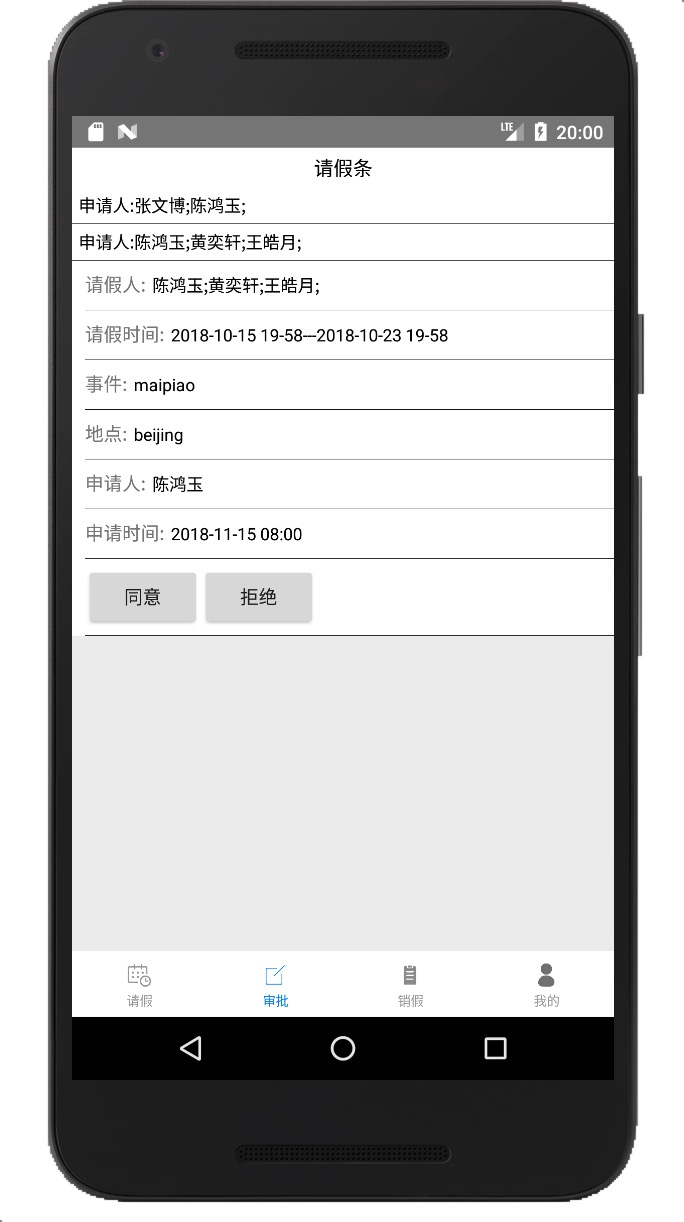 LTE 20:00
请假条
申请人:张文博;陈鸿玉;
申请人:陈鸿玉;黄奕轩;王皓月;
请假人: 陈鸿玉;黄奕轩;王皓月;
请假时间: 2018-10-15 19-58---2018-10-23 19-58
事件: maipiao
地点: beijing
申请人: 陈鸿玉
申请时间: 2018-11-15 08:00
同意 拒绝
请假 审批 销假 我的